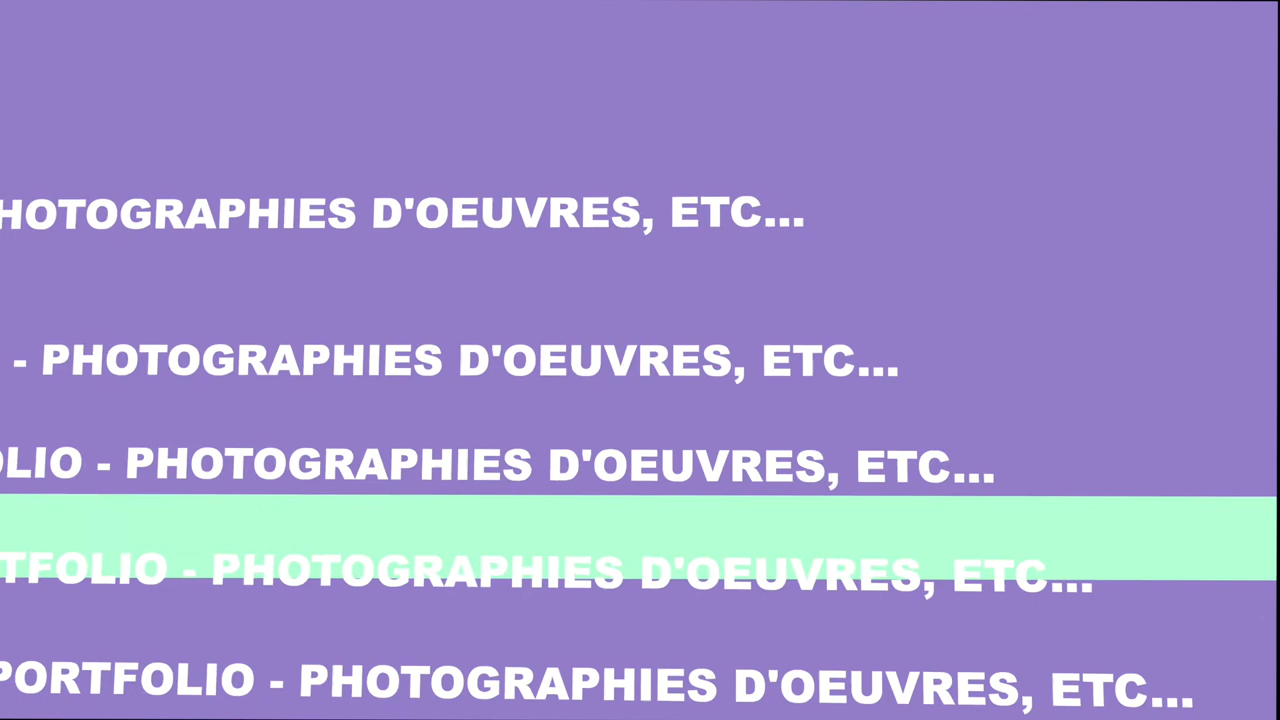 HOTOGRAPHIES D'OEUVRES, ETC...
- PHOTOGRAPHIES D'OEUVRES, ETC...
OLIO - PHOTOGRAPHIES D'OEUVRES, ETC...
TFOLIO - PHOTOGRAPHIES D'OEUVRES, ETC...
PORTFOLIO - PHOTOGRAPHIES D'OEUVRES, ETC...